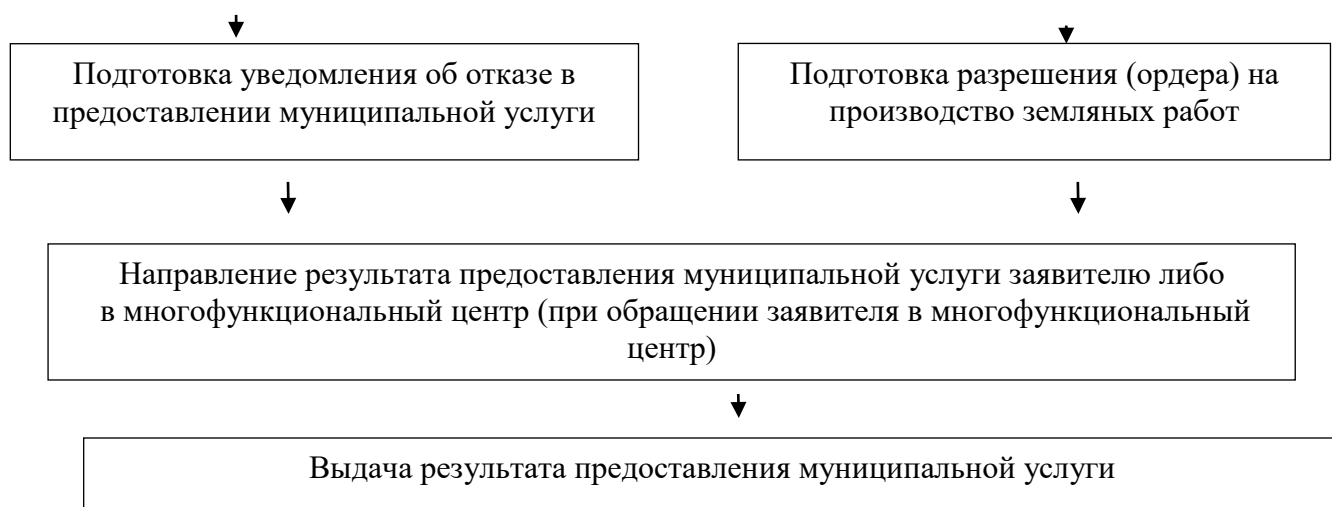 Подготовка уведомления об отказе в
предоставлении муниципальной услуги
Подготовка разрешения (ордера) на
производство земляных работ
Направление результата предоставления муниципальной услуги заявителю либо
в многофункциональный центр (при обращении заявителя в многофункциональный
центр)
Выдача результата предоставления муниципальной услуги